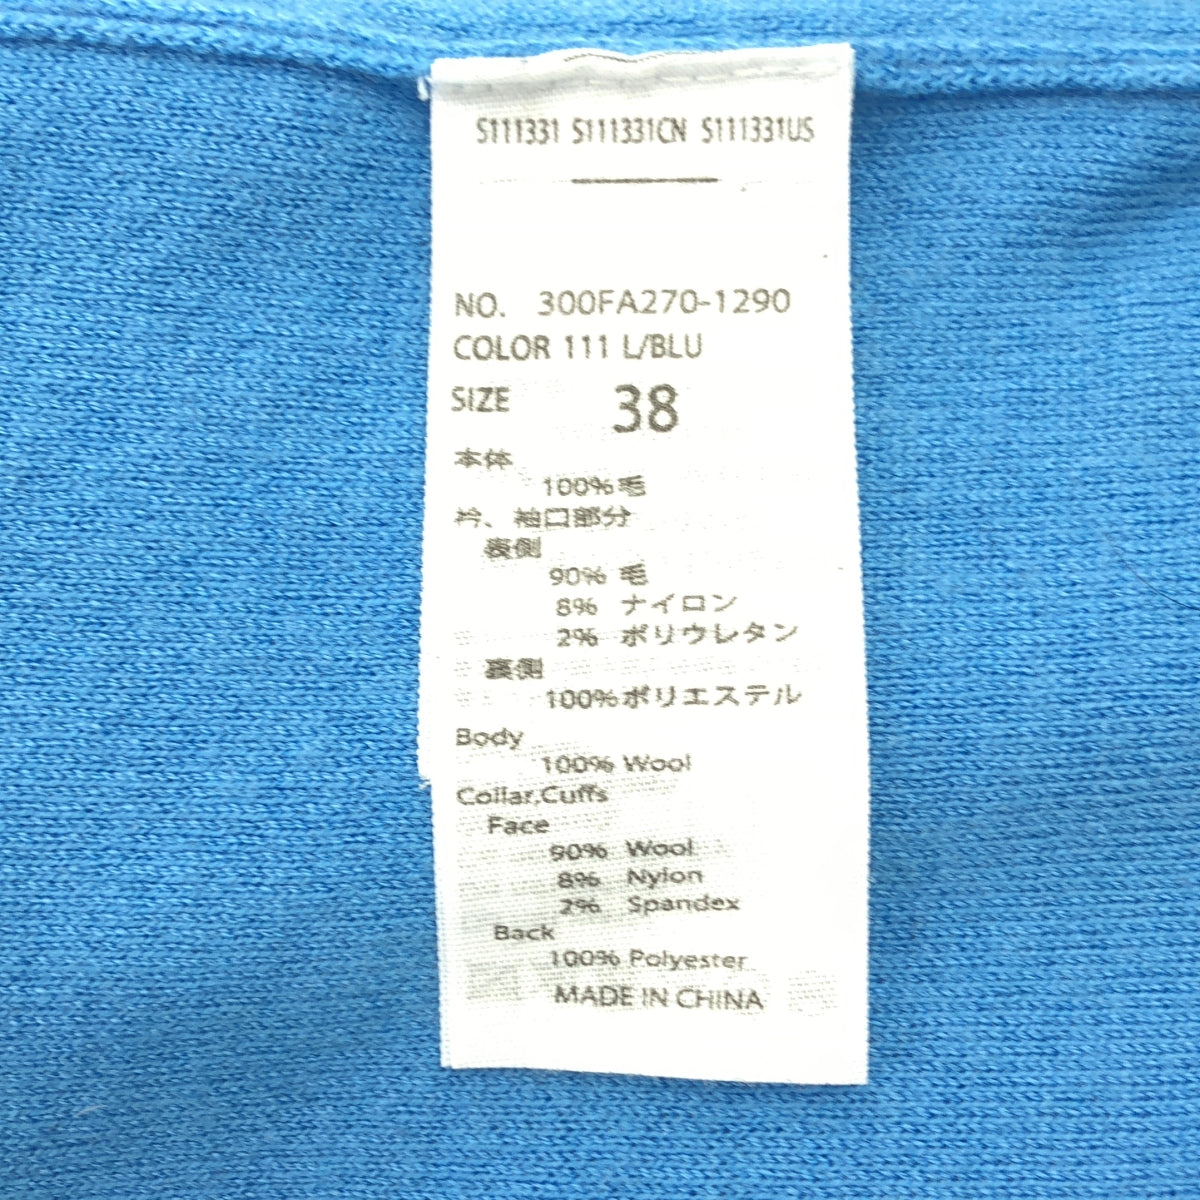 S111331 S111331CN S111331US
NO. 300FA270-1290
COLOR 111 L/BLU
SIZE 38
本体
100%毛
衿、袖口部分
表側
90% 毛
8% ナイロン
2% ポリウレタン
裏側
100%ポリエステル
Body
100% Wool
Collar,Cuffs
Face
90% Wool
8% Nylon
2% Spandex
Back
100% Polyester
MADE IN CHINA